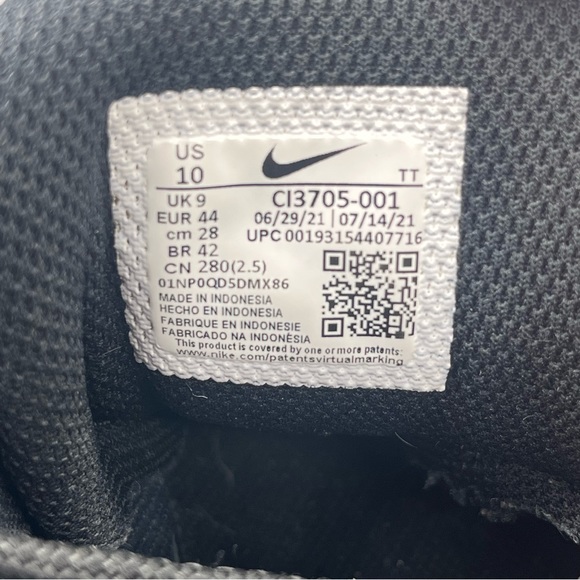 US
10
TT
UK 9
CI3705-001
EUR 44
06/29/21 | 07/14/21
cm 28
UPC 00193154407716
BR 42
CN 280(2.5)
01NP0QD5DMX86
MADE IN INDONESIA
HECHO EN INDONESIA
FABRIQUE EN INDONESIE
FABRICADO NA INDONÈSIA
This product is covered by one or more patents:
www.nike.com/patentsvirtualmarking